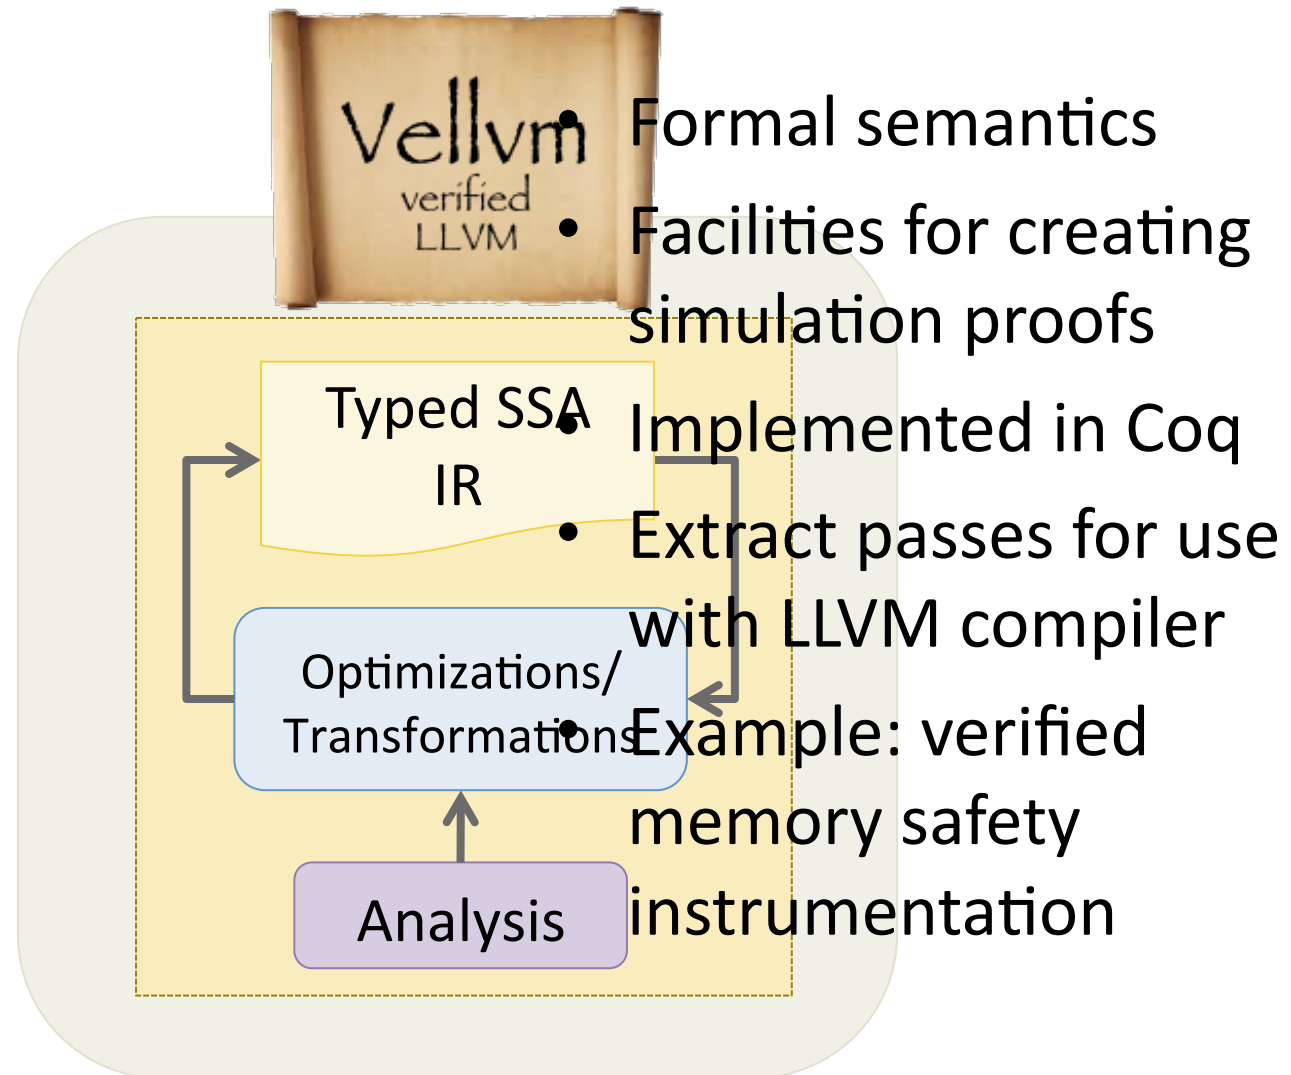 Vellvm
verified
LLVM
• Formal semantics
• Facilities for creating
simulation proofs
• Implemented in Coq
• Extract passes for use
with LLVM compiler
• Example: verified
memory safety
instrumentation
Typed SSA
IR
Optimizations/
Transformations
Analysis